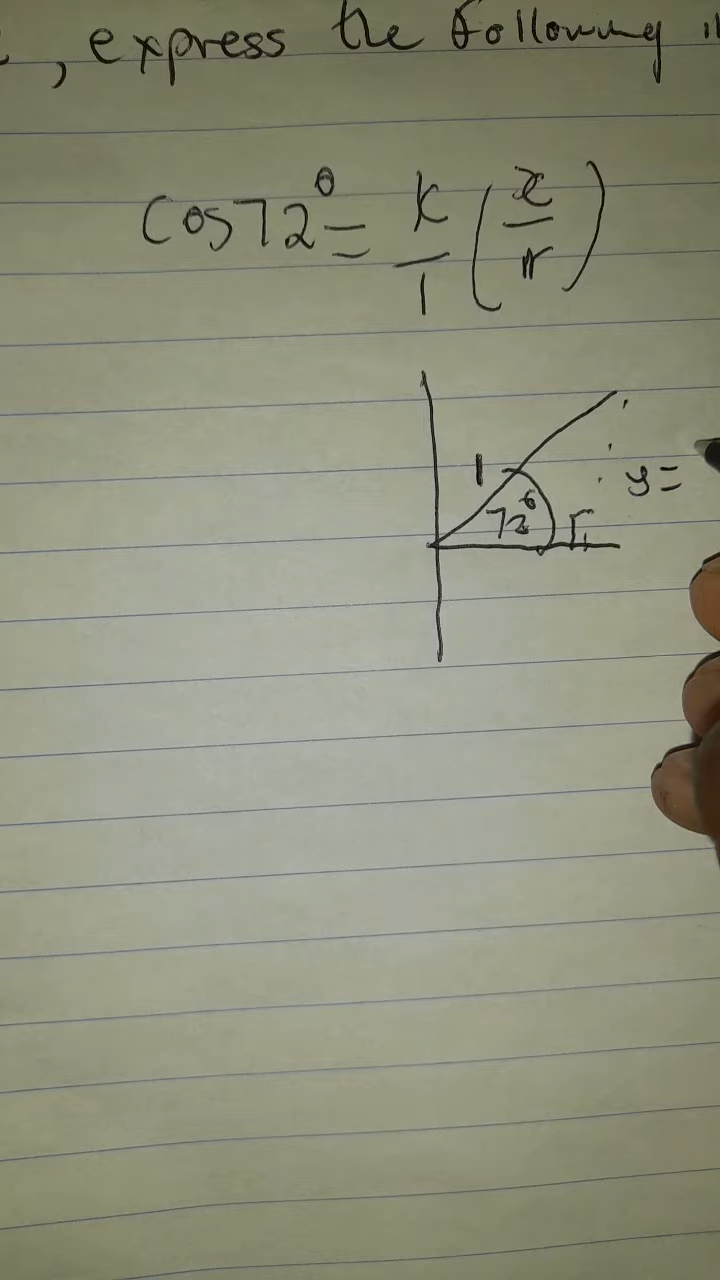 , express the following
cos72° = k/1 (x/r)
1
72°
y =